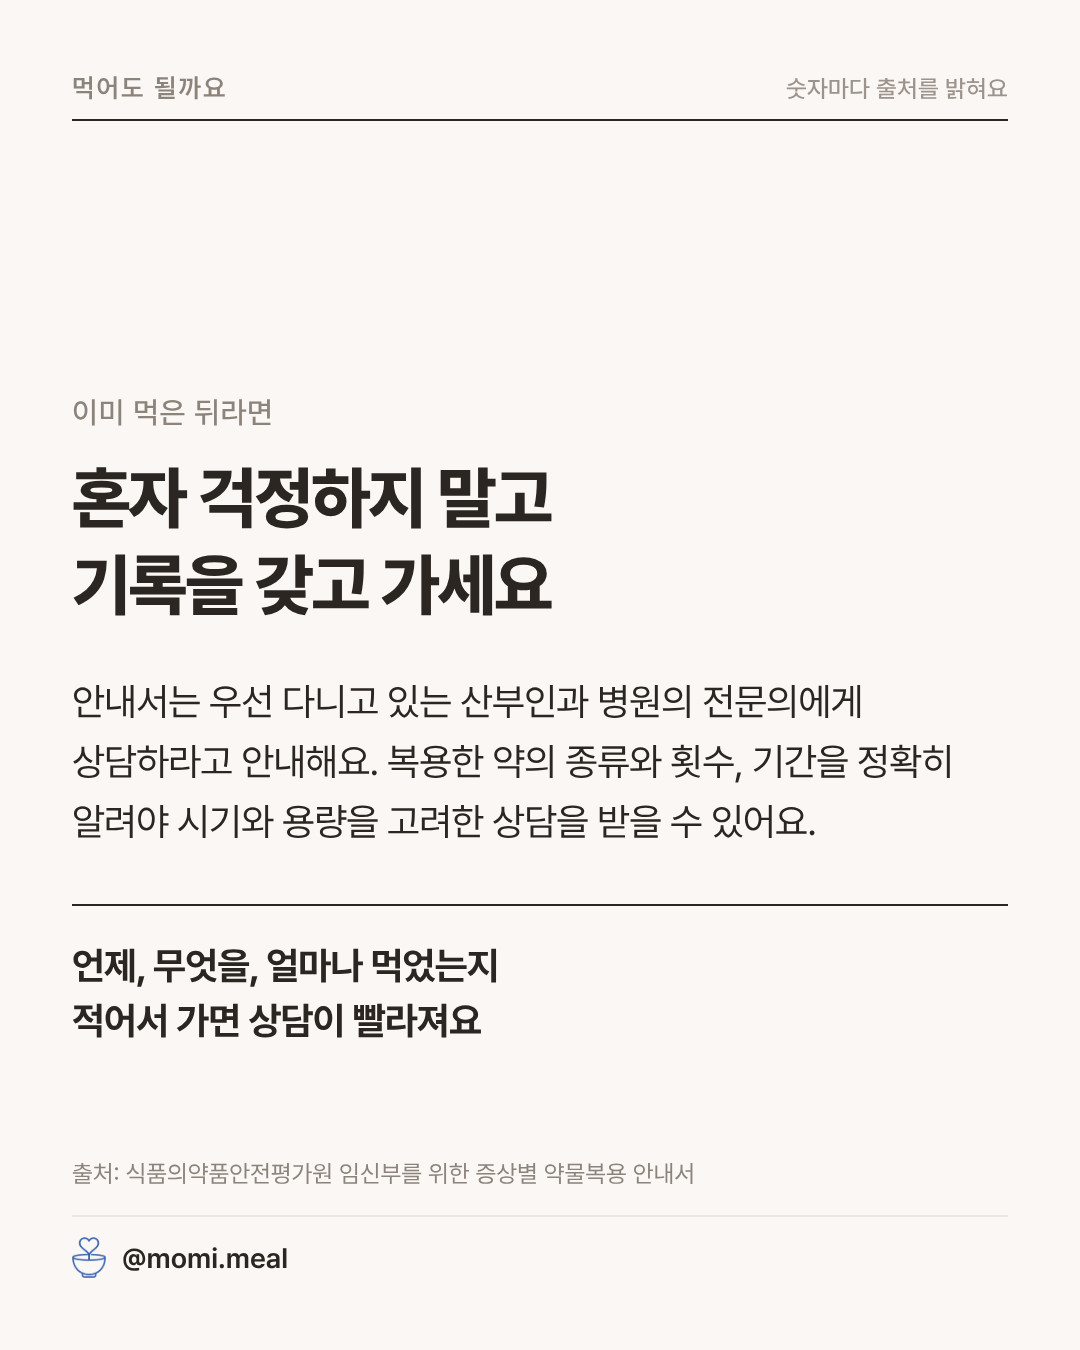 먹어도 될까요
숫자마다 출처를 밝혀요
이미 먹은 뒤라면
혼자 걱정하지 말고
기록을 갖고 가세요
안내서는 우선 다니고 있는 산부인과 병원의 전문의에게
상담하라고 안내해요. 복용한 약의 종류와 횟수, 기간을 정확히
알려야 시기와 용량을 고려한 상담을 받을 수 있어요.
언제, 무엇을, 얼마나 먹었는지
적어서 가면 상담이 빨라져요
출처: 식품의약품안전평가원 임신부를 위한 증상별 약물복용 안내서
@momi.meal